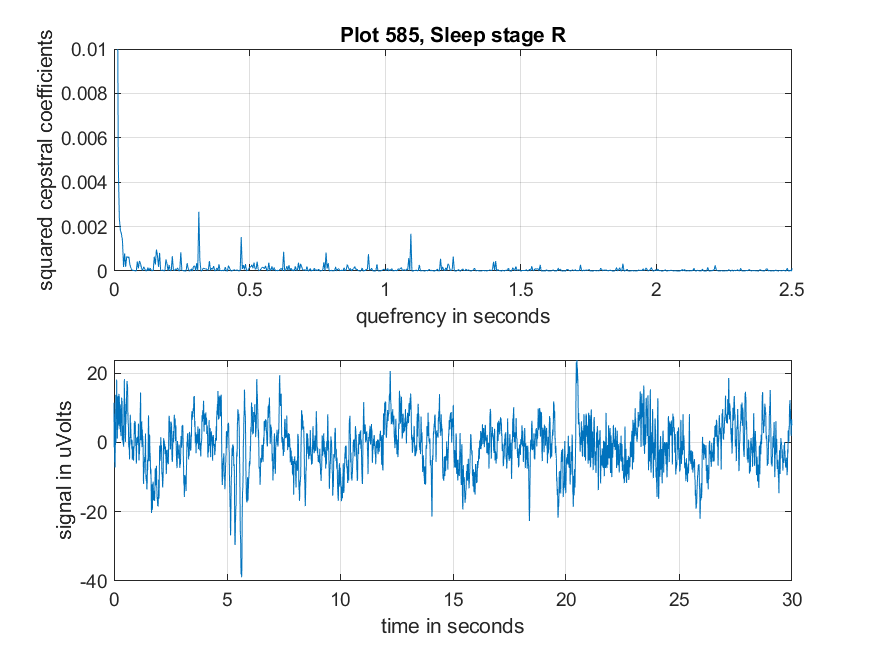 Plot 585, Sleep stage R
squared cepstral coefficients
0.01
0.008
0.006
0.004
0.002
0
0 0.5 1 1.5 2 2.5
quefrency in seconds
signal in uVolts
20
0
-20
-40
0 5 10 15 20 25 30
time in seconds